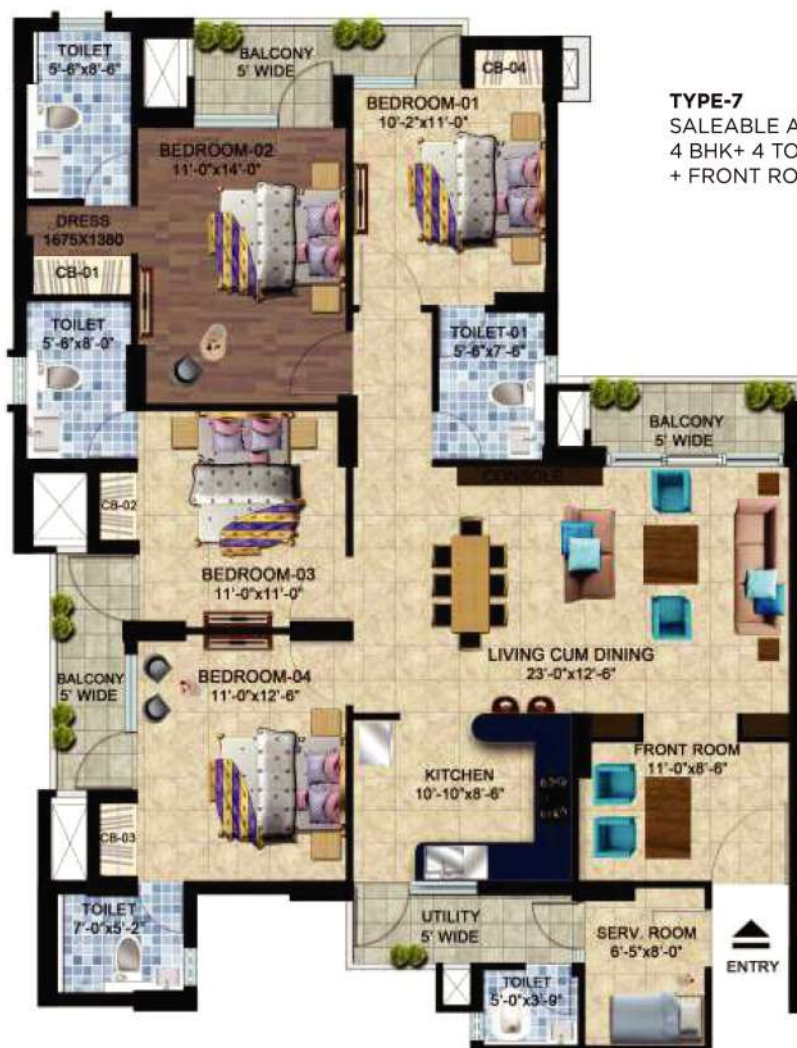 TOILET
5'-6"x8'-6"
BALCONY
5' WIDE
CB-04
BEDROOM-01
10'-2"x11'-0"
TYPE-7
SALEABLE
4 BHK+ 4
+ FRONT
BEDROOM-02
11'-0"x14'-0"
DRESS
1675X1380
CB-01
TOILET
5'-6"x8'-0"
TOILET-01
5'-6"x7'-6"
BALCONY
5' WIDE
CONSOLE
CB-02
BEDROOM-03
11'-0"x11'-0"
LIVING CUM DINING
23'-0"x12'-6"
BALCONY
5' WIDE
BEDROOM-04
11'-0"x12'-6"
FRONT ROOM
11'-0"x8'-6"
KITCHEN
10'-10"x8'-6"
CB-03
TOILET
7'-0"x5'-2"
UTILITY
5' WIDE
SERV. ROOM
6'-5"x8'-0"
ENTRY
TOILET
5'-0"x3'-9"